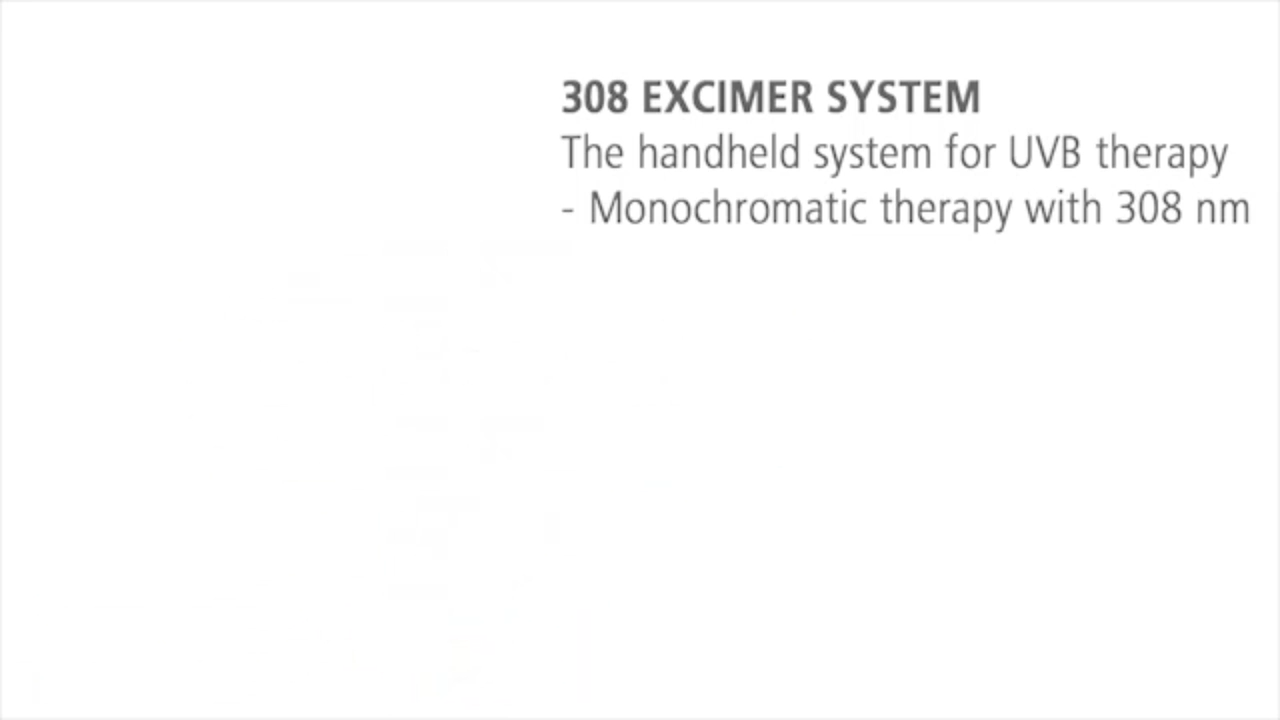 308 EXCIMER SYSTEM
The handheld system for UVB therapy
- Monochromatic therapy with 308 nm